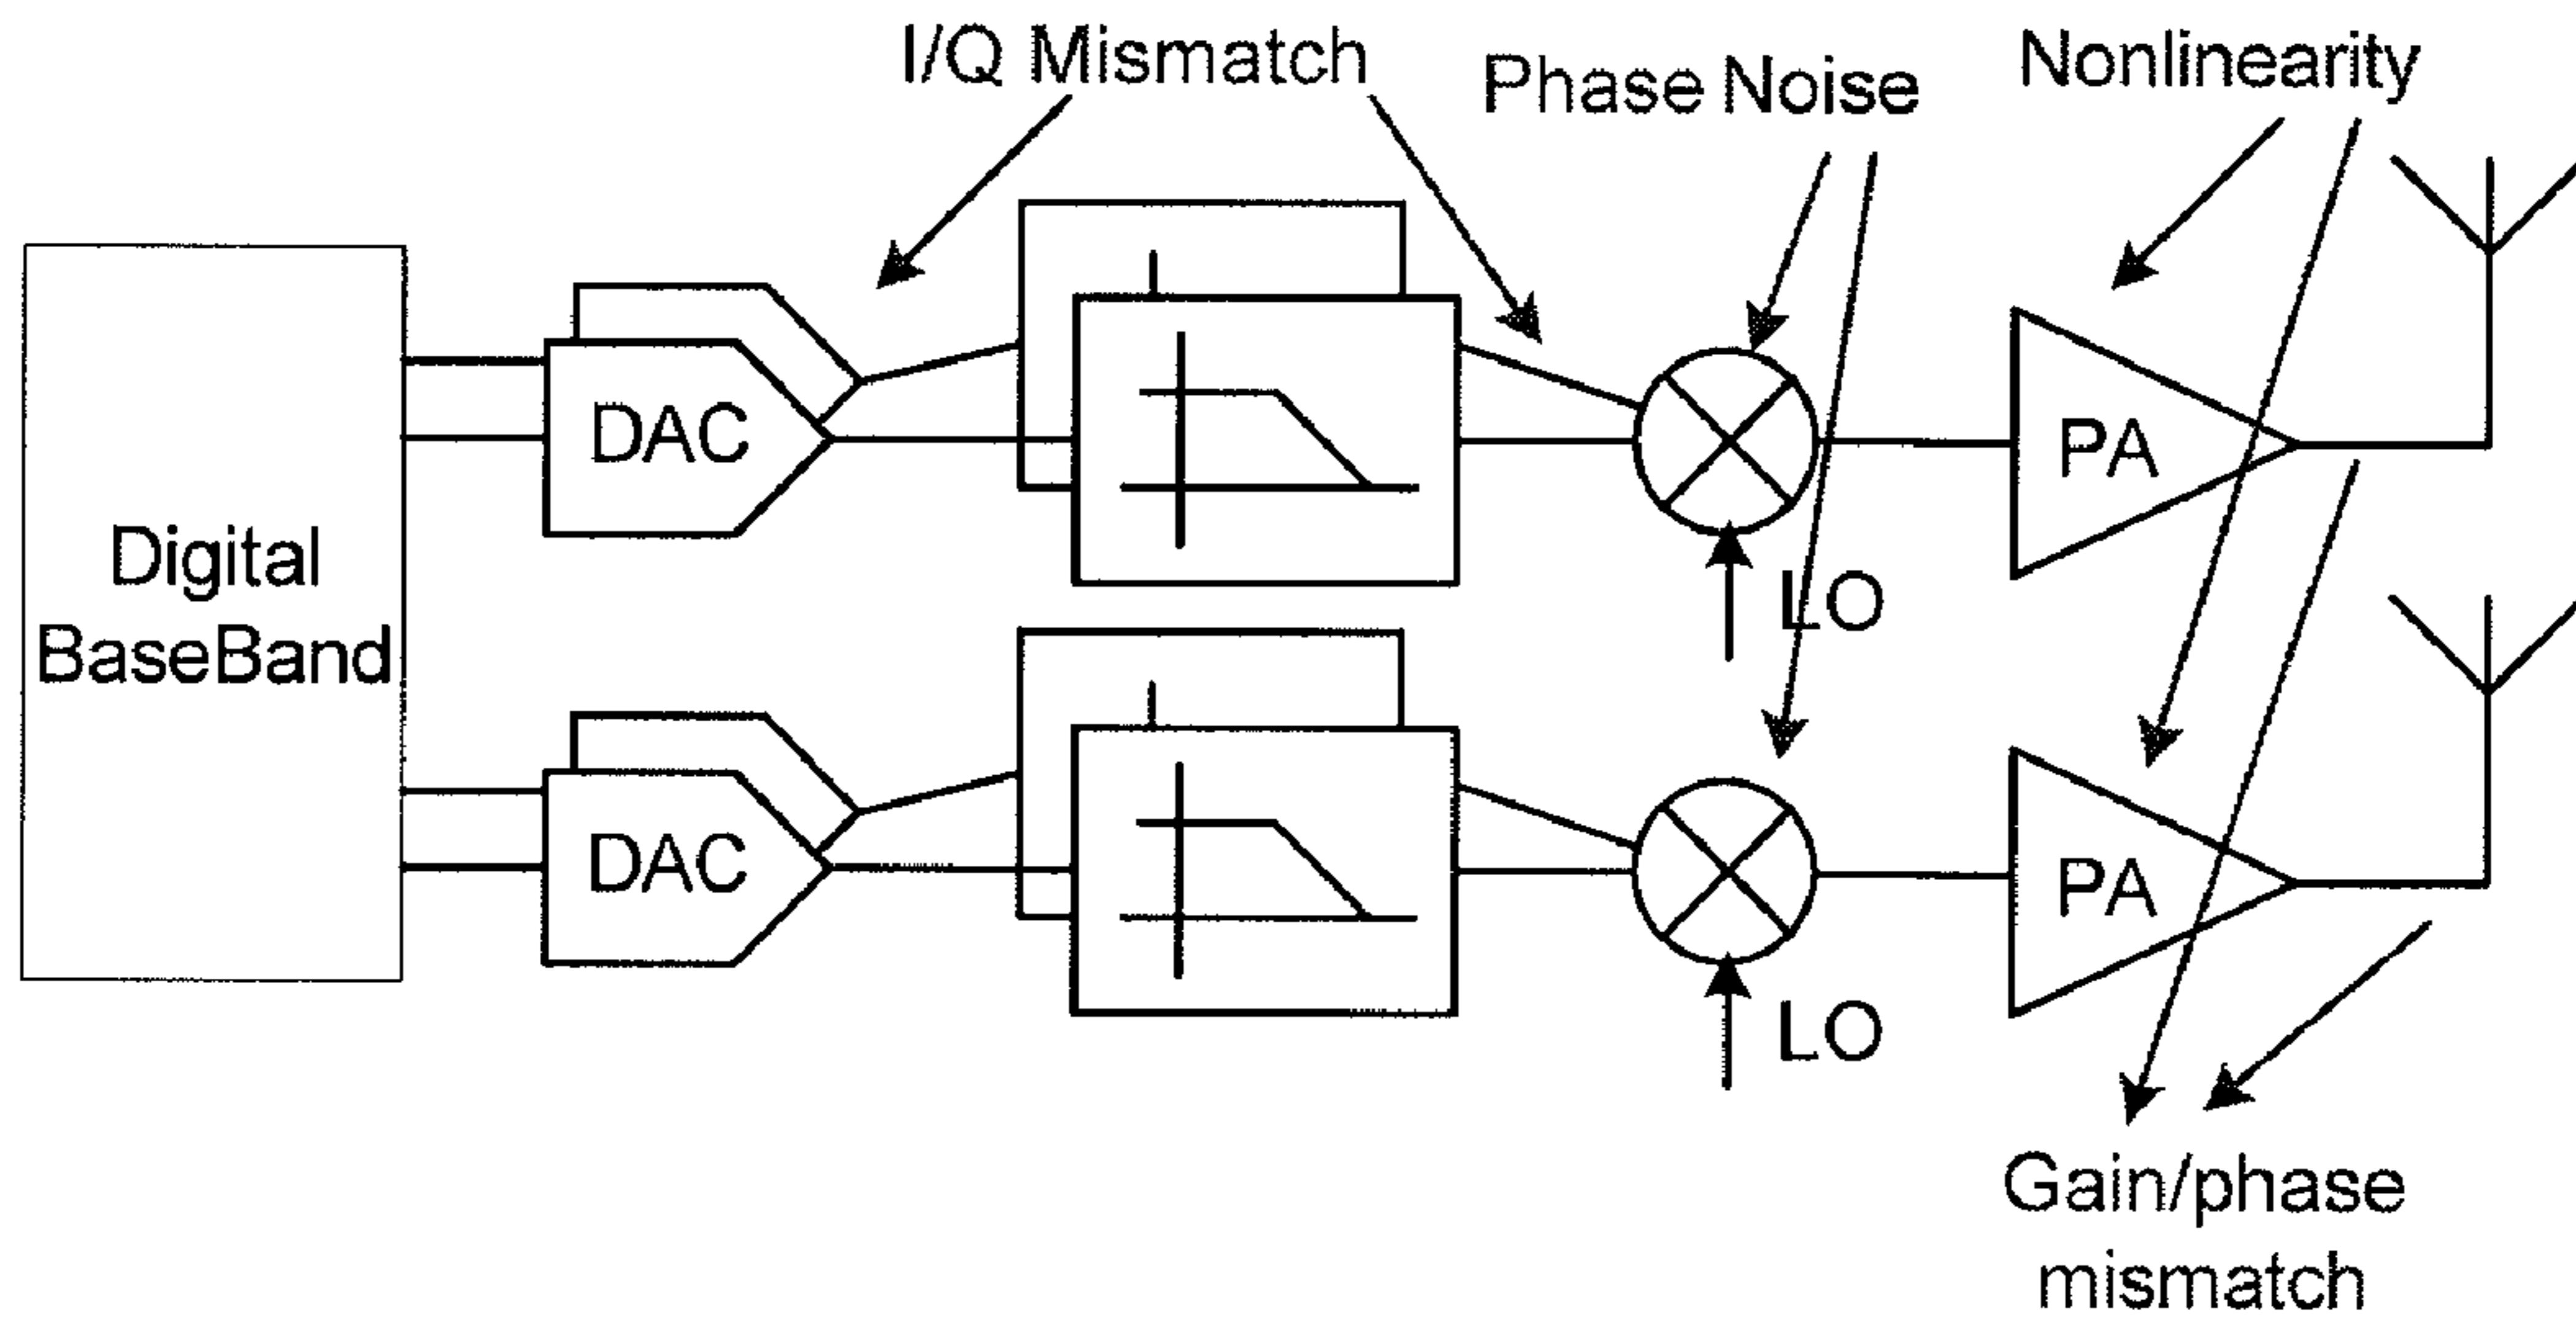 I/Q Mismatch
Phase Noise
Nonlinearity
DAC
PA
Digital
BaseBand
LO
DAC
PA
LO
Gain/phase
mismatch